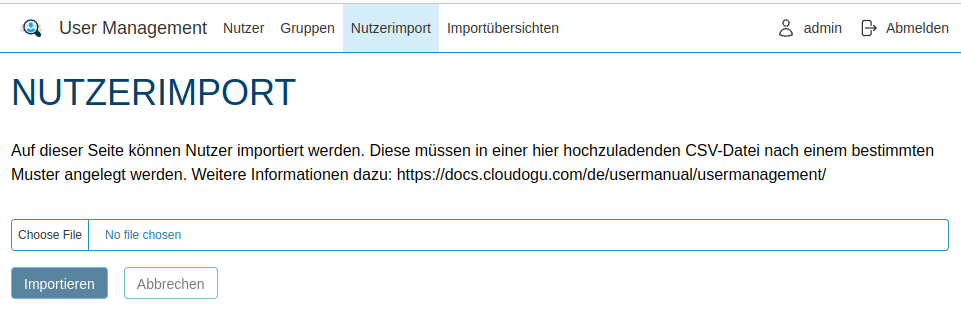 User Management Nutzer Gruppen Nutzerimport Importübersichten admin Abmelden
NUTZERIMPORT
Auf dieser Seite können Nutzer importiert werden. Diese müssen in einer hier hochzuladenden CSV-Datei nach einem bestimmten
Muster angelegt werden. Weitere Informationen dazu: https://docs.cloudogu.com/de/usermanual/usermanagement/
Choose File No file chosen
Importieren Abbrechen